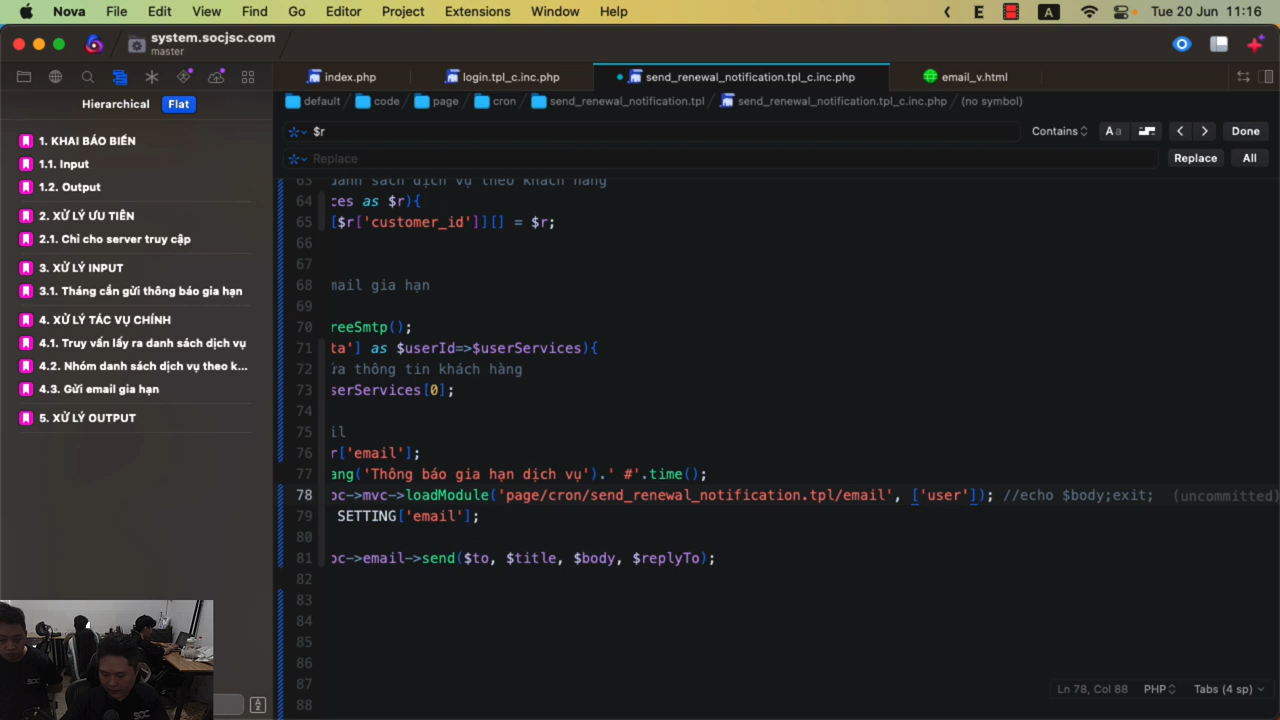 Nova File Edit View Find Go Editor Project Extensions Window Help
E A Tue 20 Jun 11:16
system.socjsc.com
master
Hierarchical Flat
1. KHAI BÁO BIẾN
1.1. Input
1.2. Output
2. XỬ LÝ ƯU TIÊN
2.1. Chỉ cho server truy cập
3. XỬ LÝ INPUT
3.1. Tháng cần gửi thông báo gia hạn
4. XỬ LÝ TÁC VỤ CHÍNH
4.1. Truy vấn lấy ra danh sách dịch vụ
4.2. Nhóm danh sách dịch vụ theo k...
4.3. Gửi email gia hạn
5. XỬ LÝ OUTPUT
index.php login.tpl_c.inc.php send_renewal_notification.tpl_c.inc.php email_v.html
default code page cron send_renewal_notification.tpl send_renewal_notification.tpl_c.inc.php (no symbol)
$r Contains Aa Done
Replace Replace All
63 danh sách dịch vụ theo khách hàng
64 ces as $r){
65 [$r['customer_id']][] = $r;
66
67
68 mail gia hạn
69
70 reeSmtp();
71 ta'] as $userId=>$userServices){
72 ra thông tin khách hàng
73 serServices[0];
74
75 il
76 r['email'];
77 ang('Thông báo gia hạn dịch vụ').' #'.time();
78 oc->mvc->loadModule('page/cron/send_renewal_notification.tpl/email', ['user']); //echo $body;exit; (uncommitted)
79 SETTING['email'];
80
81 oc->email->send($to, $title, $body, $replyTo);
82
83
84
85
86
87
88
Ln 78, Col 88 PHP Tabs (4 sp)